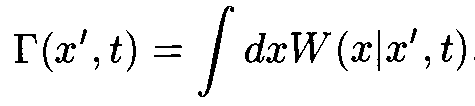 Γ(x′, t) = ∫ dxW(x|x′, t).